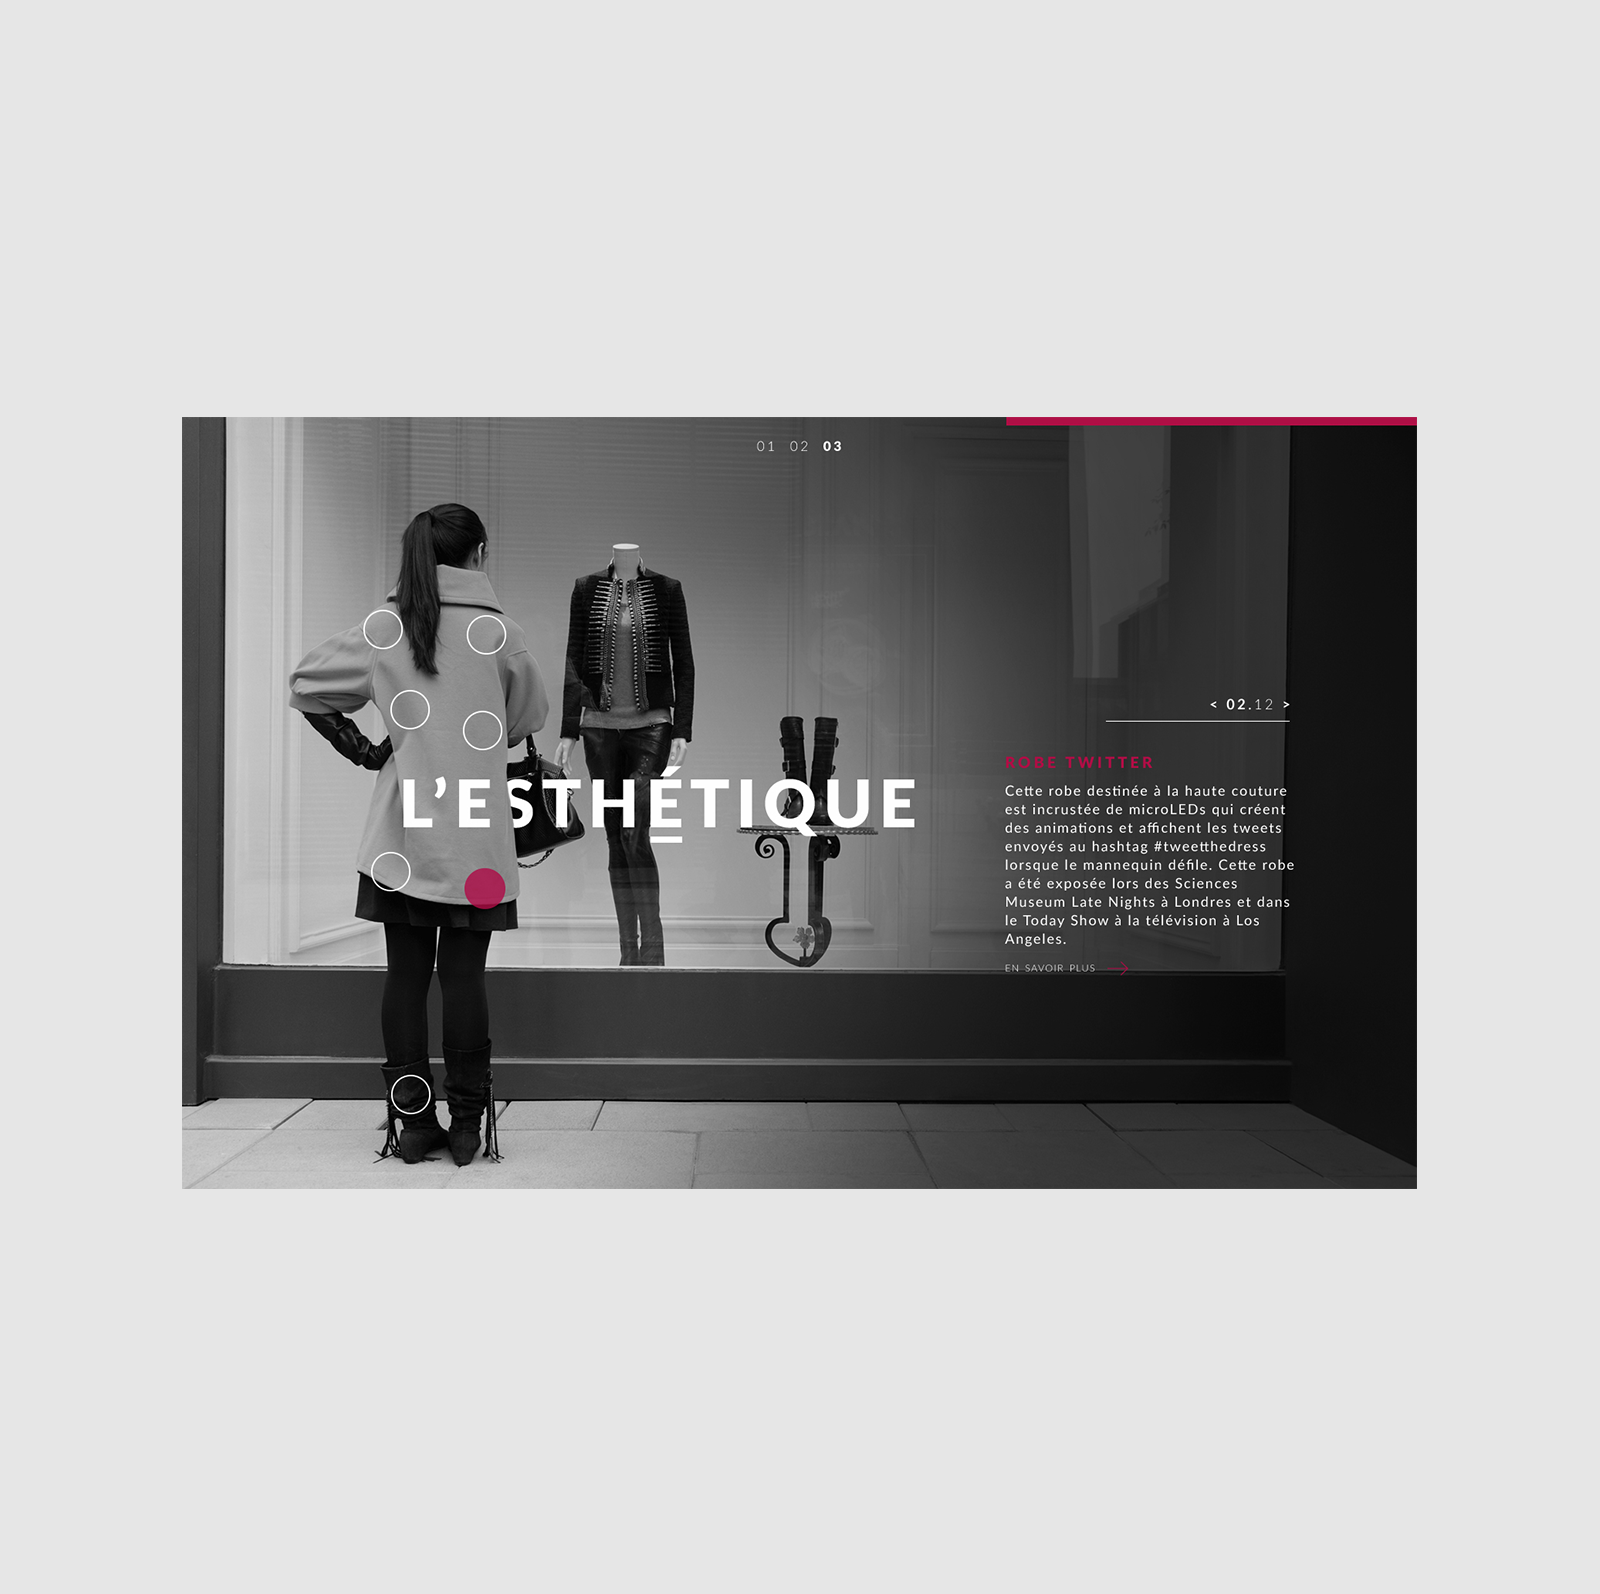 01 02 03
< 02.12 >
L’ESTHÉTIQUE
ROBE TWITTER
Cette robe destinée à la haute couture
est incrustée de microLEDs qui créent
des animations et affichent les tweets
envoyés au hashtag #tweetthedress
lorsque le mannequin défile. Cette robe
a été exposée lors des Sciences
Museum Late Nights à Londres et dans
le Today Show à la télévision à Los
Angeles.
EN SAVOIR PLUS